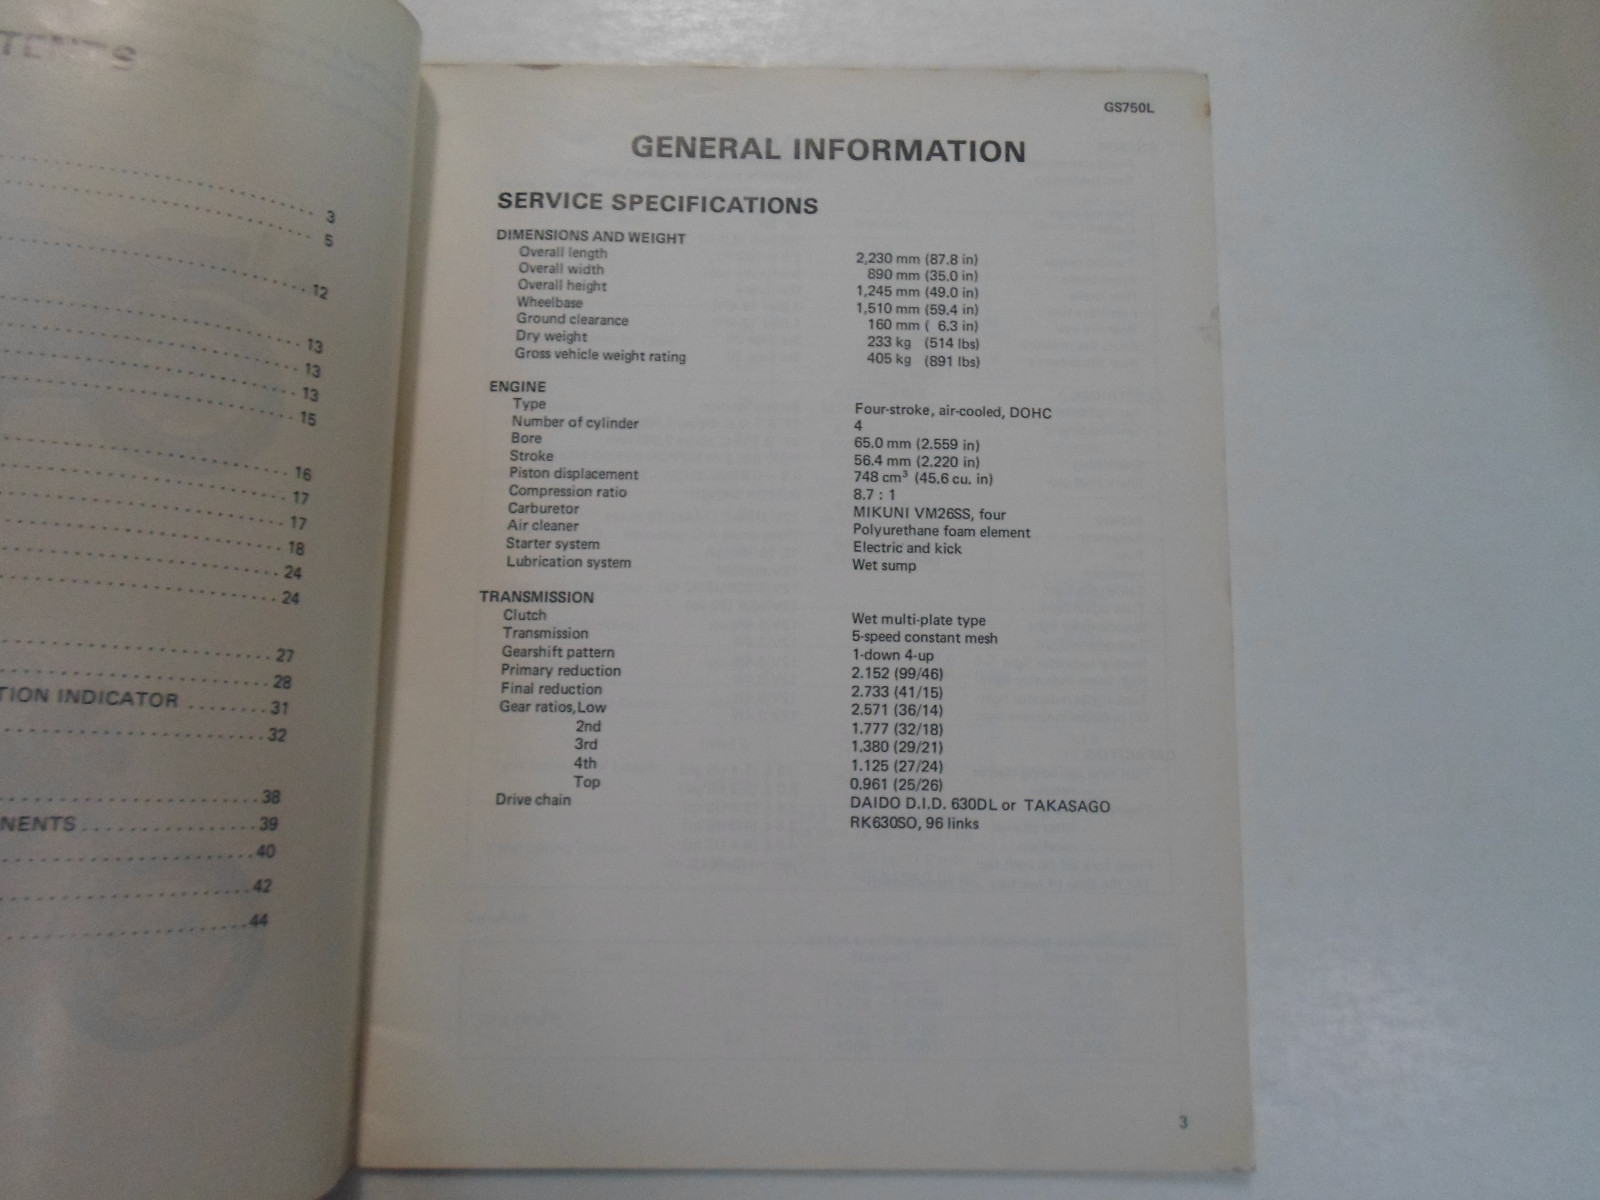 TENTS
3
5
12
13
13
13
15
16
17
17
18
24
24
27
28
TION INDICATOR ........ 31
32
38
NENTS .................. 39
40
42
44
GS750L
GENERAL INFORMATION
SERVICE SPECIFICATIONS
DIMENSIONS AND WEIGHT
Overall length 2,230 mm (87.8 in)
Overall width 890 mm (35.0 in)
Overall height 1,245 mm (49.0 in)
Wheelbase 1,510 mm (59.4 in)
Ground clearance 160 mm ( 6.3 in)
Dry weight 233 kg (514 lbs)
Gross vehicle weight rating 405 kg (891 lbs)
ENGINE
Type Four-stroke, air-cooled, DOHC
Number of cylinder 4
Bore 65.0 mm (2.559 in)
Stroke 56.4 mm (2.220 in)
Piston displacement 748 cm³ (45.6 cu. in)
Compression ratio 8.7 : 1
Carburetor MIKUNI VM26SS, four
Air cleaner Polyurethane foam element
Starter system Electric and kick
Lubrication system Wet sump
TRANSMISSION
Clutch Wet multi-plate type
Transmission 5-speed constant mesh
Gearshift pattern 1-down 4-up
Primary reduction 2.152 (99/46)
Final reduction 2.733 (41/15)
Gear ratios, Low 2.571 (36/14)
2nd 1.777 (32/18)
3rd 1.380 (29/21)
4th 1.125 (27/24)
Top 0.961 (25/26)
Drive chain DAIDO D.I.D. 630DL or TAKASAGO
RK630SO, 96 links
3